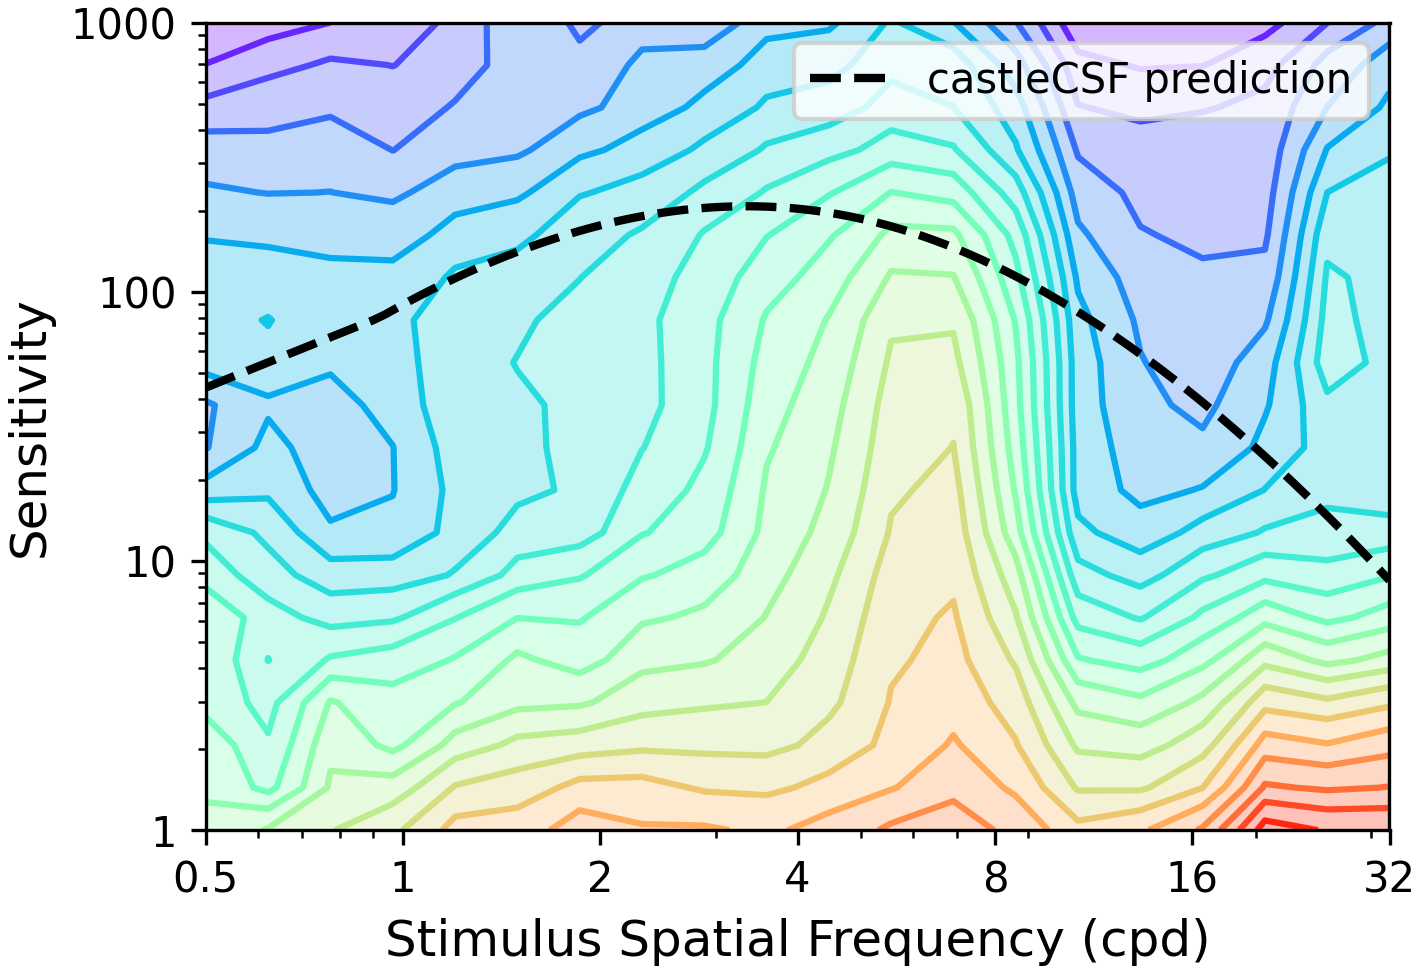 1000
castleCSF prediction
100
10
1
Sensitivity
0.5 1 2 4 8 16 32
Stimulus Spatial Frequency (cpd)